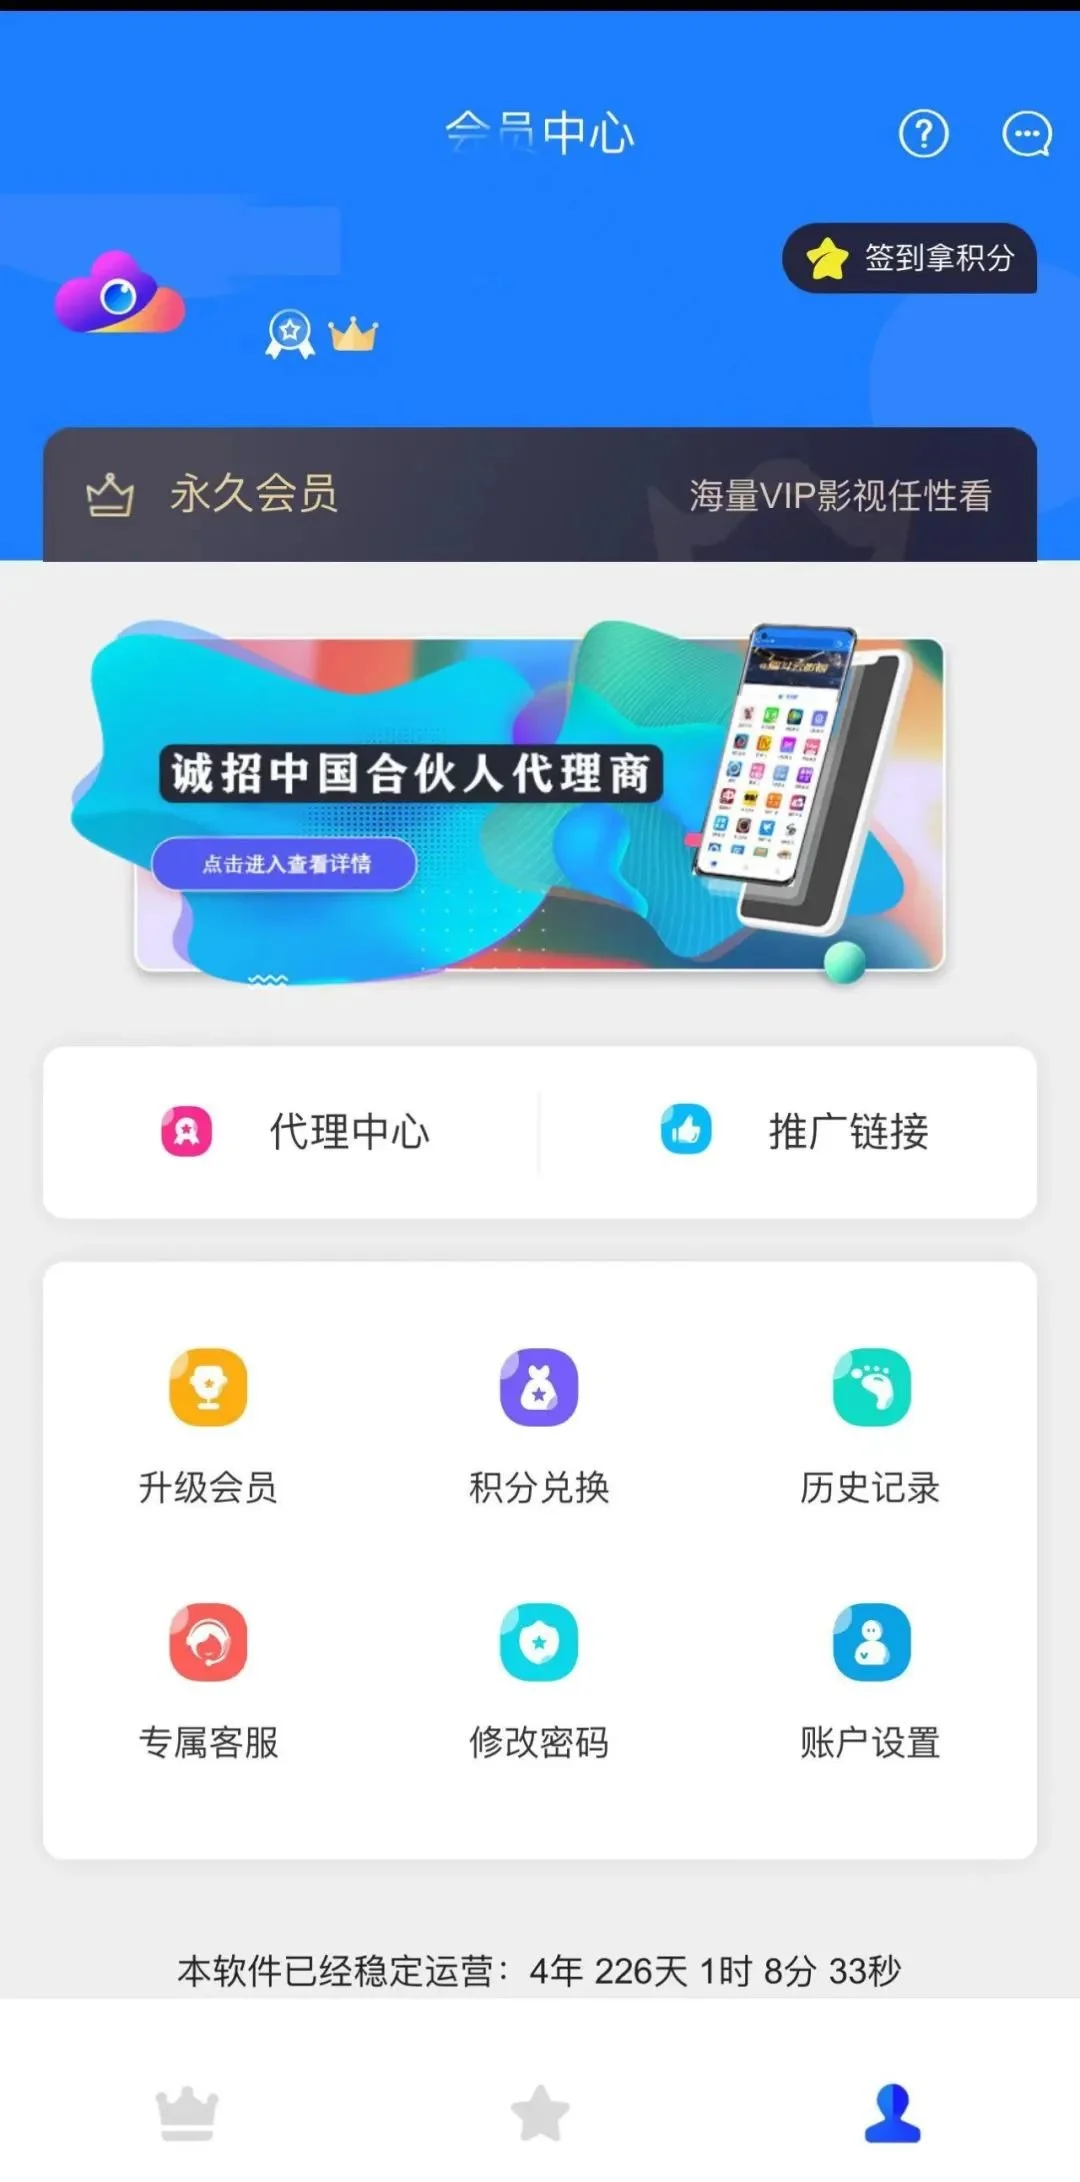 会员中心
签到拿积分
永久会员
海量VIP影视任性看
诚招中国合伙人代理商
点击进入查看详情
代理中心
推广链接
升级会员
积分兑换
历史记录
专属客服
修改密码
账户设置
本软件已经稳定运营：4年 226天 1时 8分 33秒